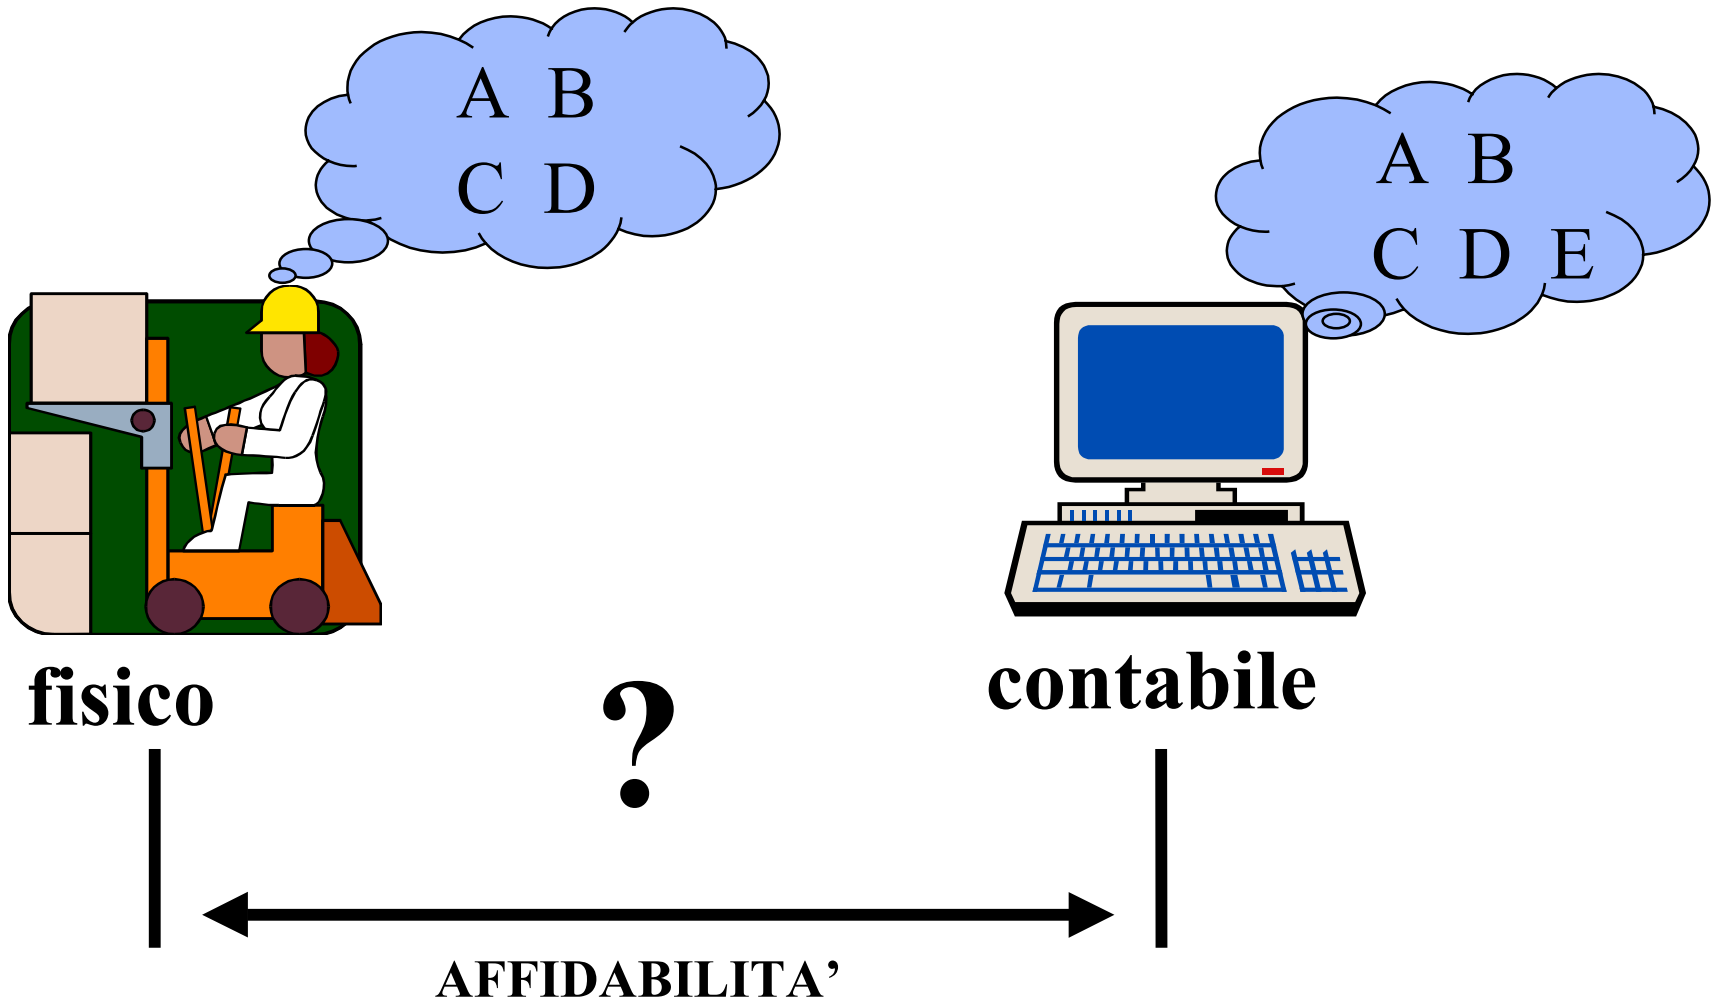 A B
C D
A B
C D E
fisico
contabile
?
AFFIDABILITA’